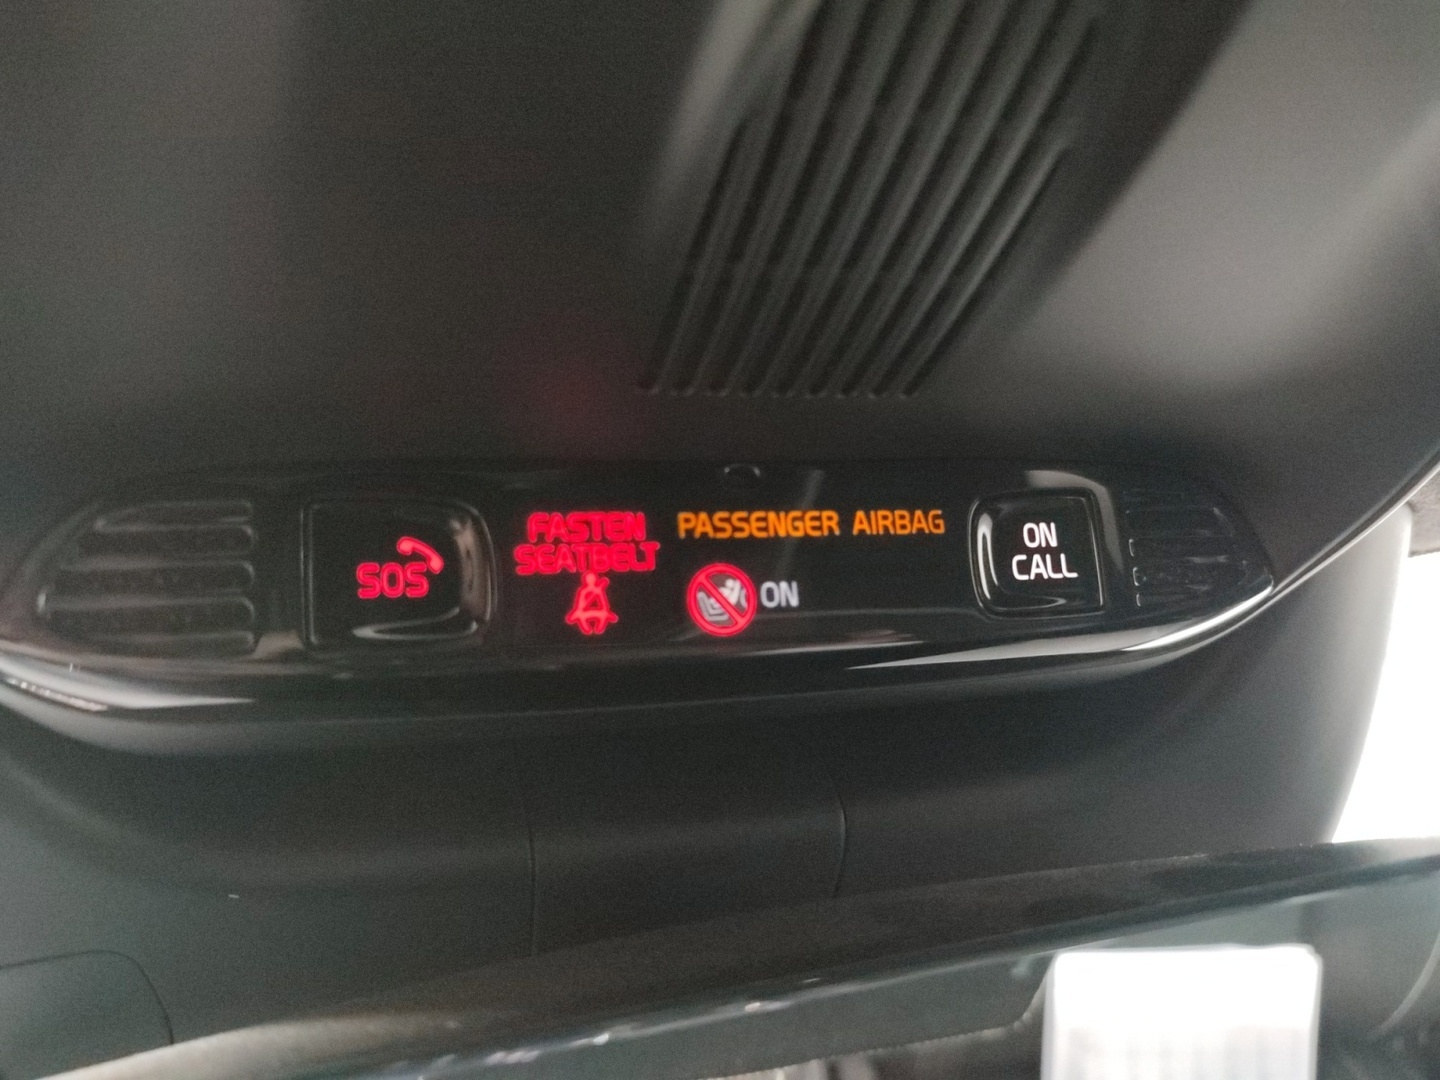 SOS
FASTEN
SEATBELT
PASSENGER AIRBAG
ON
ON
CALL